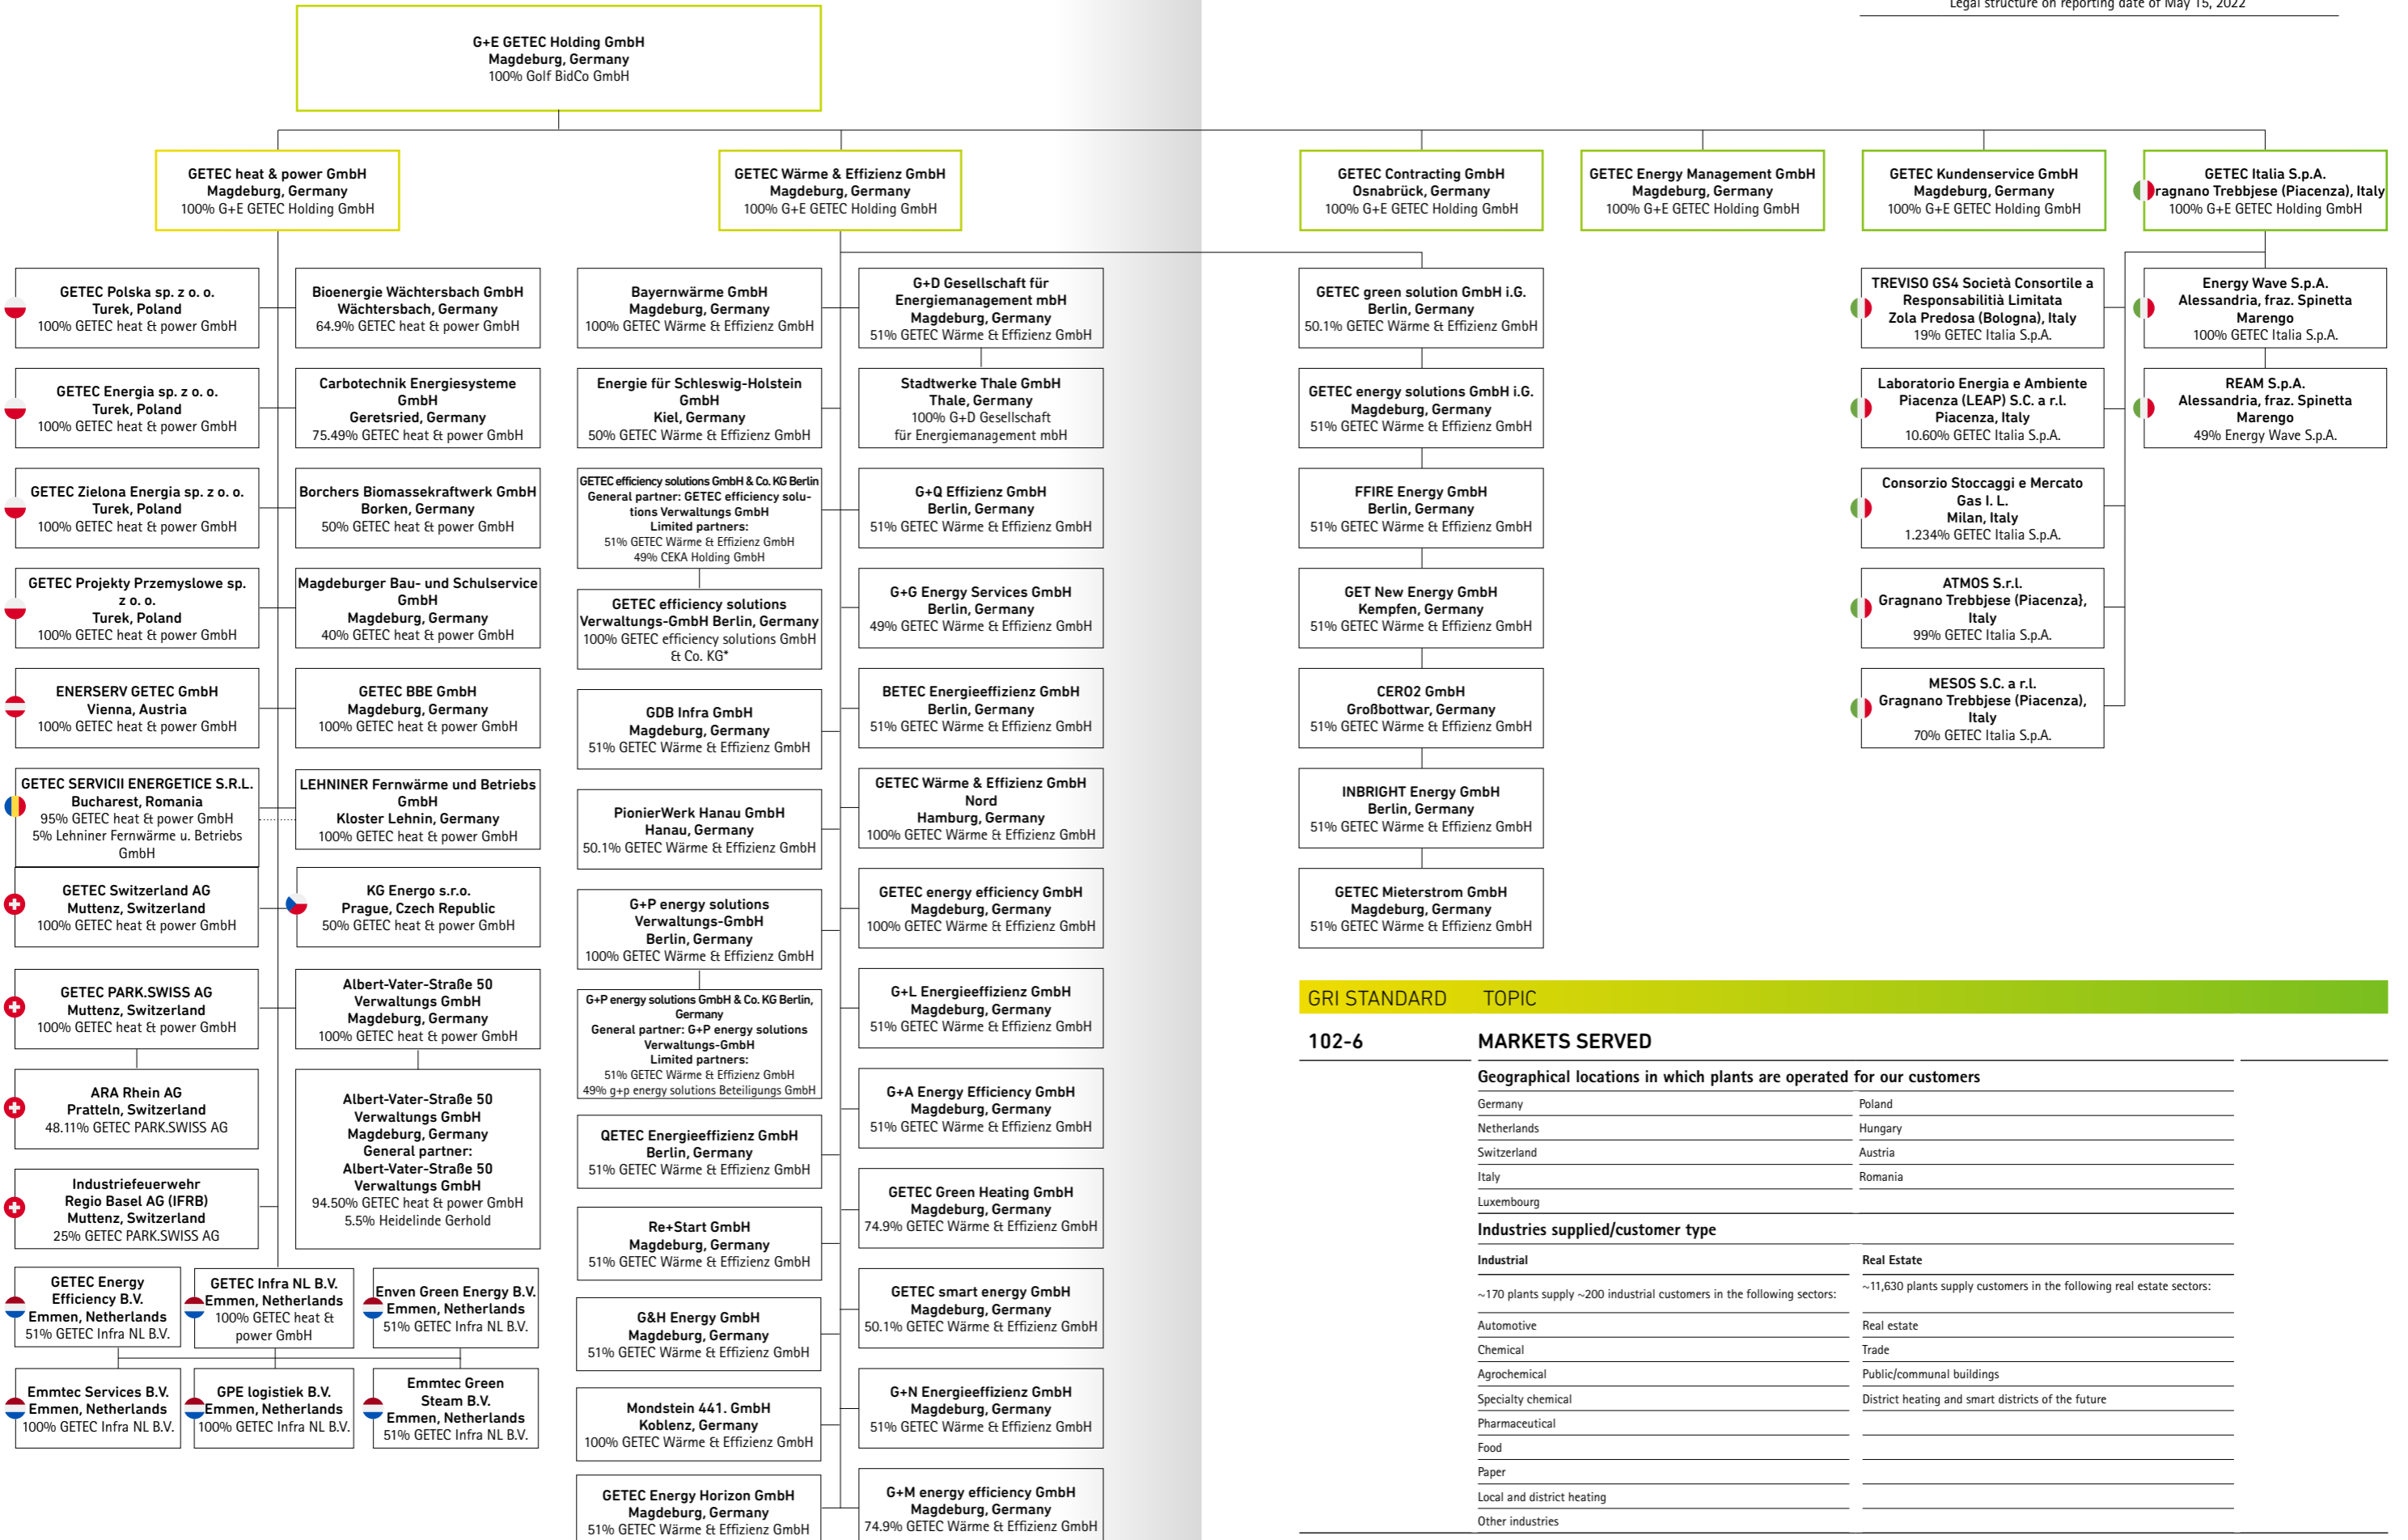 Legal structure on reporting date of May 15, 2022
G+E GETEC Holding GmbH
Magdeburg, Germany
100% Golf BidCo GmbH
GETEC heat & power GmbH
Magdeburg, Germany
100% G+E GETEC Holding GmbH
GETEC Wärme & Effizienz GmbH
Magdeburg, Germany
100% G+E GETEC Holding GmbH
GETEC Contracting GmbH
Osnabrück, Germany
100% G+E GETEC Holding GmbH
GETEC Energy Management GmbH
Magdeburg, Germany
100% G+E GETEC Holding GmbH
GETEC Kundenservice GmbH
Magdeburg, Germany
100% G+E GETEC Holding GmbH
GETEC Italia S.p.A.
ragnano Trebbjese (Piacenza), Italy
100% G+E GETEC Holding GmbH
GETEC Polska sp. z o. o.
Turek, Poland
100% GETEC heat & power GmbH
GETEC Energia sp. z o. o.
Turek, Poland
100% GETEC heat & power GmbH
GETEC Zielona Energia sp. z o. o.
Turek, Poland
100% GETEC heat & power GmbH
GETEC Projekty Przemyslowe sp.
z o. o.
Turek, Poland
100% GETEC heat & power GmbH
ENERSERV GETEC GmbH
Vienna, Austria
100% GETEC heat & power GmbH
GETEC SERVICII ENERGETICE S.R.L.
Bucharest, Romania
95% GETEC heat & power GmbH
5% Lehniner Fernwärme u. Betriebs
GmbH
GETEC Switzerland AG
Muttenz, Switzerland
100% GETEC heat & power GmbH
GETEC PARK.SWISS AG
Muttenz, Switzerland
100% GETEC heat & power GmbH
ARA Rhein AG
Pratteln, Switzerland
48.11% GETEC PARK.SWISS AG
Industriefeuerwehr
Regio Basel AG (IFRB)
Muttenz, Switzerland
25% GETEC PARK.SWISS AG
Bioenergie Wächtersbach GmbH
Wächtersbach, Germany
64.9% GETEC heat & power GmbH
Carbotechnik Energiesysteme
GmbH
Geretsried, Germany
75.49% GETEC heat & power GmbH
Borchers Biomassekraftwerk GmbH
Borken, Germany
50% GETEC heat & power GmbH
Magdeburger Bau- und Schulservice
GmbH
Magdeburg, Germany
40% GETEC heat & power GmbH
GETEC BBE GmbH
Magdeburg, Germany
100% GETEC heat & power GmbH
LEHNINER Fernwärme und Betriebs
GmbH
Kloster Lehnin, Germany
100% GETEC heat & power GmbH
KG Energo s.r.o.
Prague, Czech Republic
50% GETEC heat & power GmbH
Albert-Vater-Straße 50
Verwaltungs GmbH
Magdeburg, Germany
100% GETEC heat & power GmbH
Albert-Vater-Straße 50
Verwaltungs GmbH
Magdeburg, Germany
General partner:
Albert-Vater-Straße 50
Verwaltungs GmbH
94.50% GETEC heat & power GmbH
5.5% Heidelinde Gerhold
GETEC Energy
Efficiency B.V.
Emmen, Netherlands
51% GETEC Infra NL B.V.
GETEC Infra NL B.V.
Emmen, Netherlands
100% GETEC heat &
power GmbH
Enven Green Energy B.V.
Emmen, Netherlands
51% GETEC Infra NL B.V.
Emmtec Services B.V.
Emmen, Netherlands
100% GETEC Infra NL B.V.
GPE logistiek B.V.
Emmen, Netherlands
100% GETEC Infra NL B.V.
Emmtec Green
Steam B.V.
Emmen, Netherlands
51% GETEC Infra NL B.V.
Bayernwärme GmbH
Magdeburg, Germany
100% GETEC Wärme & Effizienz GmbH
Energie für Schleswig-Holstein
GmbH
Kiel, Germany
50% GETEC Wärme & Effizienz GmbH
GETEC efficiency solutions GmbH & Co. KG Berlin
General partner: GETEC efficiency solu-
tions Verwaltungs GmbH
Limited partners:
51% GETEC Wärme & Effizienz GmbH
49% CEKA Holding GmbH
GETEC efficiency solutions
Verwaltungs-GmbH Berlin, Germany
100% GETEC efficiency solutions GmbH
& Co. KG*
GDB Infra GmbH
Magdeburg, Germany
51% GETEC Wärme & Effizienz GmbH
PionierWerk Hanau GmbH
Hanau, Germany
50.1% GETEC Wärme & Effizienz GmbH
G+P energy solutions
Verwaltungs-GmbH
Berlin, Germany
100% GETEC Wärme & Effizienz GmbH
G+P energy solutions GmbH & Co. KG Berlin,
Germany
General partner: G+P energy solutions
Verwaltungs-GmbH
Limited partners:
51% GETEC Wärme & Effizienz GmbH
49% g+p energy solutions Beteiligungs GmbH
QETEC Energieeffizienz GmbH
Berlin, Germany
51% GETEC Wärme & Effizienz GmbH
Re+Start GmbH
Magdeburg, Germany
51% GETEC Wärme & Effizienz GmbH
G&H Energy GmbH
Magdeburg, Germany
51% GETEC Wärme & Effizienz GmbH
Mondstein 441. GmbH
Koblenz, Germany
100% GETEC Wärme & Effizienz GmbH
GETEC Energy Horizon GmbH
Magdeburg, Germany
51% GETEC Wärme & Effizienz GmbH
G+D Gesellschaft für
Energiemanagement mbH
Magdeburg, Germany
51% GETEC Wärme & Effizienz GmbH
Stadtwerke Thale GmbH
Thale, Germany
100% G+D Gesellschaft
für Energiemanagement mbH
G+Q Effizienz GmbH
Berlin, Germany
51% GETEC Wärme & Effizienz GmbH
G+G Energy Services GmbH
Berlin, Germany
49% GETEC Wärme & Effizienz GmbH
BETEC Energieeffizienz GmbH
Berlin, Germany
51% GETEC Wärme & Effizienz GmbH
GETEC Wärme & Effizienz GmbH
Nord
Hamburg, Germany
100% GETEC Wärme & Effizienz GmbH
GETEC energy efficiency GmbH
Magdeburg, Germany
100% GETEC Wärme & Effizienz GmbH
G+L Energieeffizienz GmbH
Magdeburg, Germany
51% GETEC Wärme & Effizienz GmbH
G+A Energy Efficiency GmbH
Magdeburg, Germany
51% GETEC Wärme & Effizienz GmbH
GETEC Green Heating GmbH
Magdeburg, Germany
74.9% GETEC Wärme & Effizienz GmbH
GETEC smart energy GmbH
Magdeburg, Germany
50.1% GETEC Wärme & Effizienz GmbH
G+N Energieeffizienz GmbH
Magdeburg, Germany
51% GETEC Wärme & Effizienz GmbH
G+M energy efficiency GmbH
Magdeburg, Germany
74.9% GETEC Wärme & Effizienz GmbH
GETEC green solution GmbH i.G.
Berlin, Germany
50.1% GETEC Wärme & Effizienz GmbH
GETEC energy solutions GmbH i.G.
Magdeburg, Germany
51% GETEC Wärme & Effizienz GmbH
FFIRE Energy GmbH
Berlin, Germany
51% GETEC Wärme & Effizienz GmbH
GET New Energy GmbH
Kempfen, Germany
51% GETEC Wärme & Effizienz GmbH
CERO2 GmbH
Großbottwar, Germany
51% GETEC Wärme & Effizienz GmbH
INBRIGHT Energy GmbH
Berlin, Germany
51% GETEC Wärme & Effizienz GmbH
GETEC Mieterstrom GmbH
Magdeburg, Germany
51% GETEC Wärme & Effizienz GmbH
TREVISO GS4 Società Consortile a
Responsabilitià Limitata
Zola Predosa (Bologna), Italy
19% GETEC Italia S.p.A.
Laboratorio Energia e Ambiente
Piacenza (LEAP) S.C. a r.l.
Piacenza, Italy
10.60% GETEC Italia S.p.A.
Consorzio Stoccaggi e Mercato
Gas I. L.
Milan, Italy
1.234% GETEC Italia S.p.A.
ATMOS S.r.l.
Gragnano Trebbjese (Piacenza},
Italy
99% GETEC Italia S.p.A.
MESOS S.C. a r.l.
Gragnano Trebbjese (Piacenza),
Italy
70% GETEC Italia S.p.A.
Energy Wave S.p.A.
Alessandria, fraz. Spinetta
Marengo
100% GETEC Italia S.p.A.
REAM S.p.A.
Alessandria, fraz. Spinetta
Marengo
49% Energy Wave S.p.A.
GRI STANDARD TOPIC
102-6 MARKETS SERVED
Geographical locations in which plants are operated for our customers
Germany Poland
Netherlands Hungary
Switzerland Austria
Italy Romania
Luxembourg
Industries supplied/customer type
Industrial Real Estate
~170 plants supply ~200 industrial customers in the following sectors: ~11,630 plants supply customers in the following real estate sectors:
Automotive Real estate
Chemical Trade
Agrochemical Public/communal buildings
Specialty chemical District heating and smart districts of the future
Pharmaceutical
Food
Paper
Local and district heating
Other industries